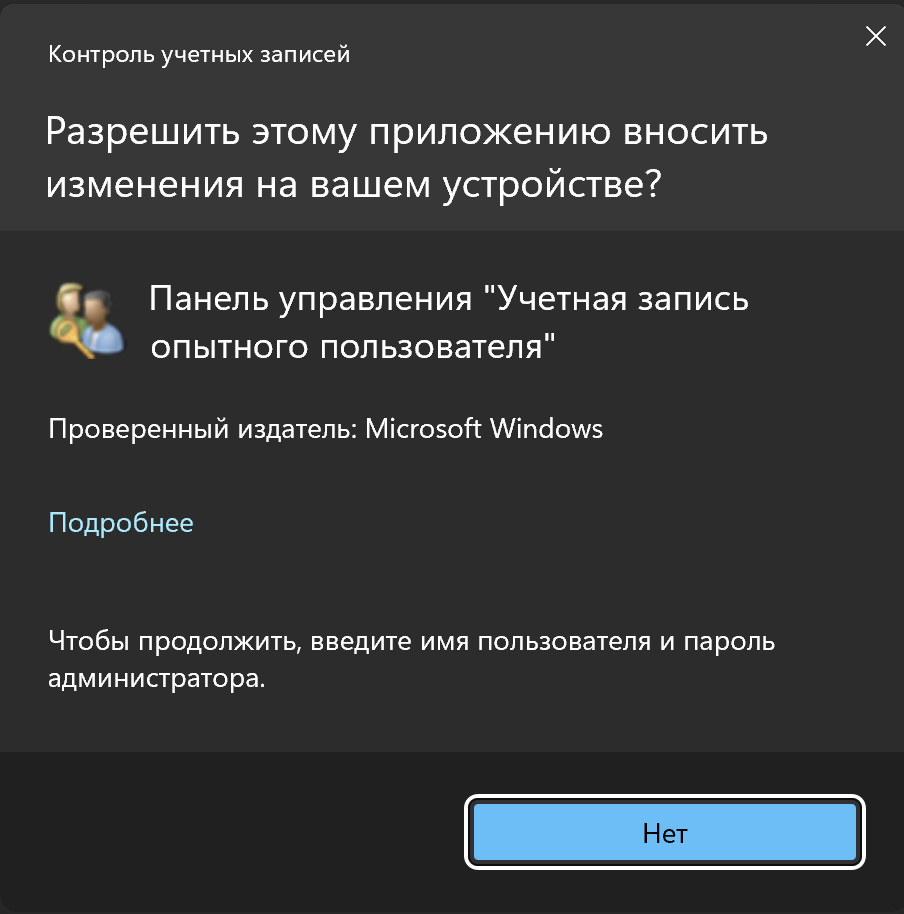 Контроль учетных записей
Разрешить этому приложению вносить
изменения на вашем устройстве?
Панель управления "Учетная запись
опытного пользователя"
Проверенный издатель: Microsoft Windows
Подробнее
Чтобы продолжить, введите имя пользователя и пароль
администратора.
Нет